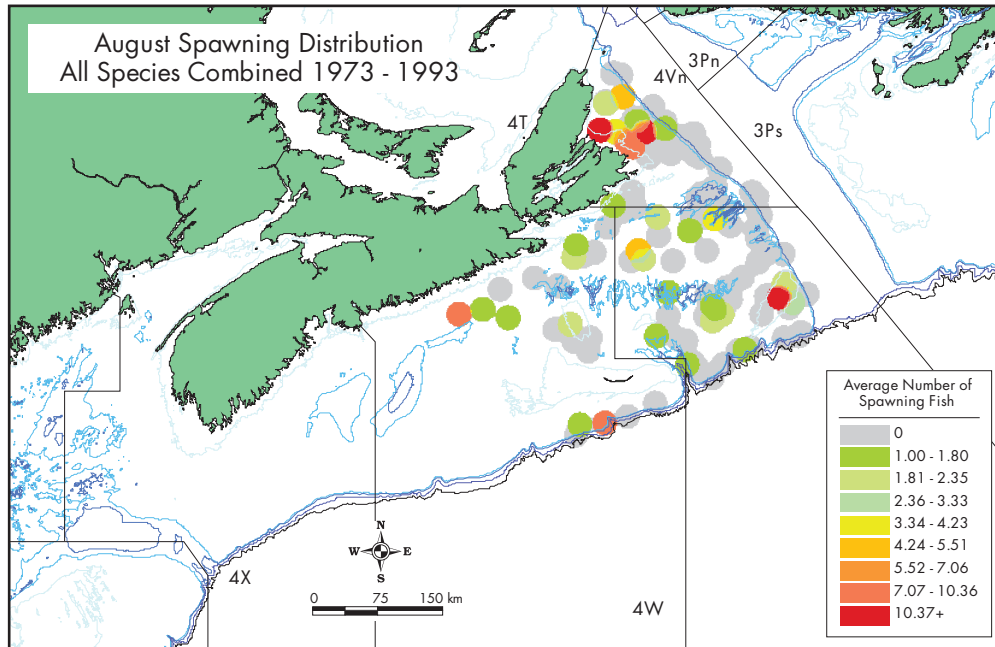 August Spawning Distribution
All Species Combined 1973 - 1993
3Pn
4Vn
3Ps
4T
Average Number of
Spawning Fish
0
1.00 - 1.80
1.81 - 2.35
2.36 - 3.33
3.34 - 4.23
4.24 - 5.51
5.52 - 7.06
7.07 - 10.36
10.37+
N
W E
S
4X
0 75 150 km
4W